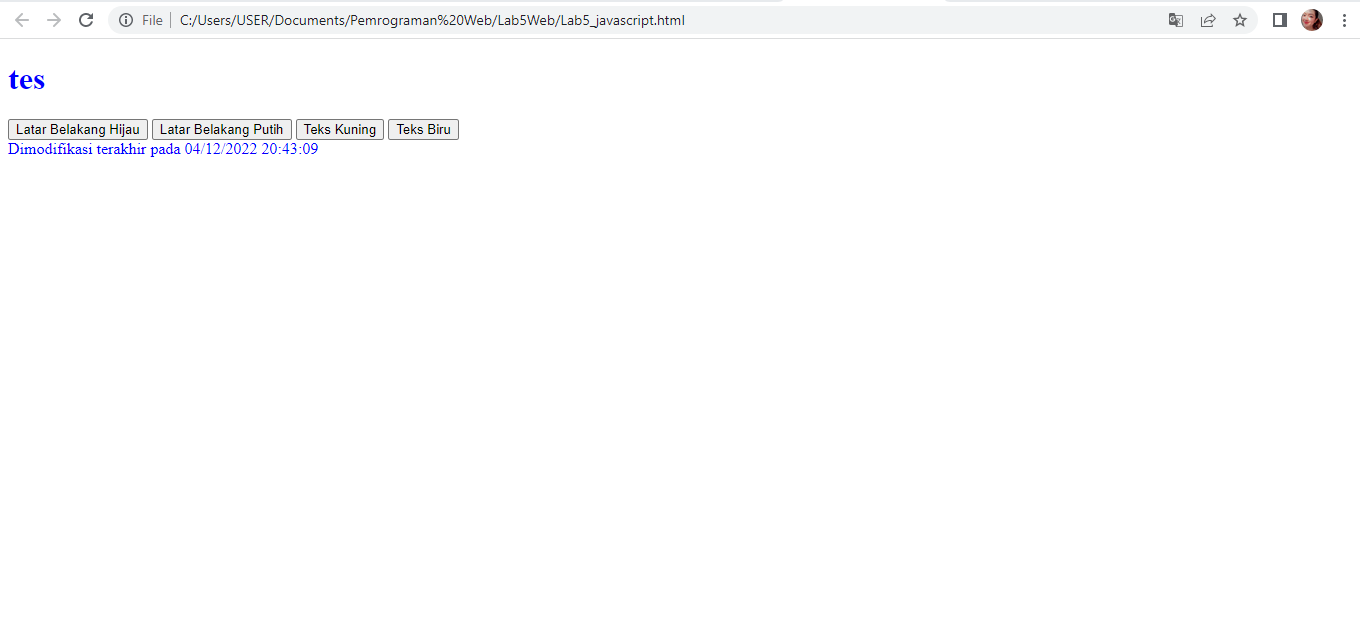 File C:/Users/USER/Documents/Pemrograman%20Web/Lab5Web/Lab5_javascript.html
tes
Latar Belakang Hijau Latar Belakang Putih Teks Kuning Teks Biru
Dimodifikasi terakhir pada 04/12/2022 20:43:09